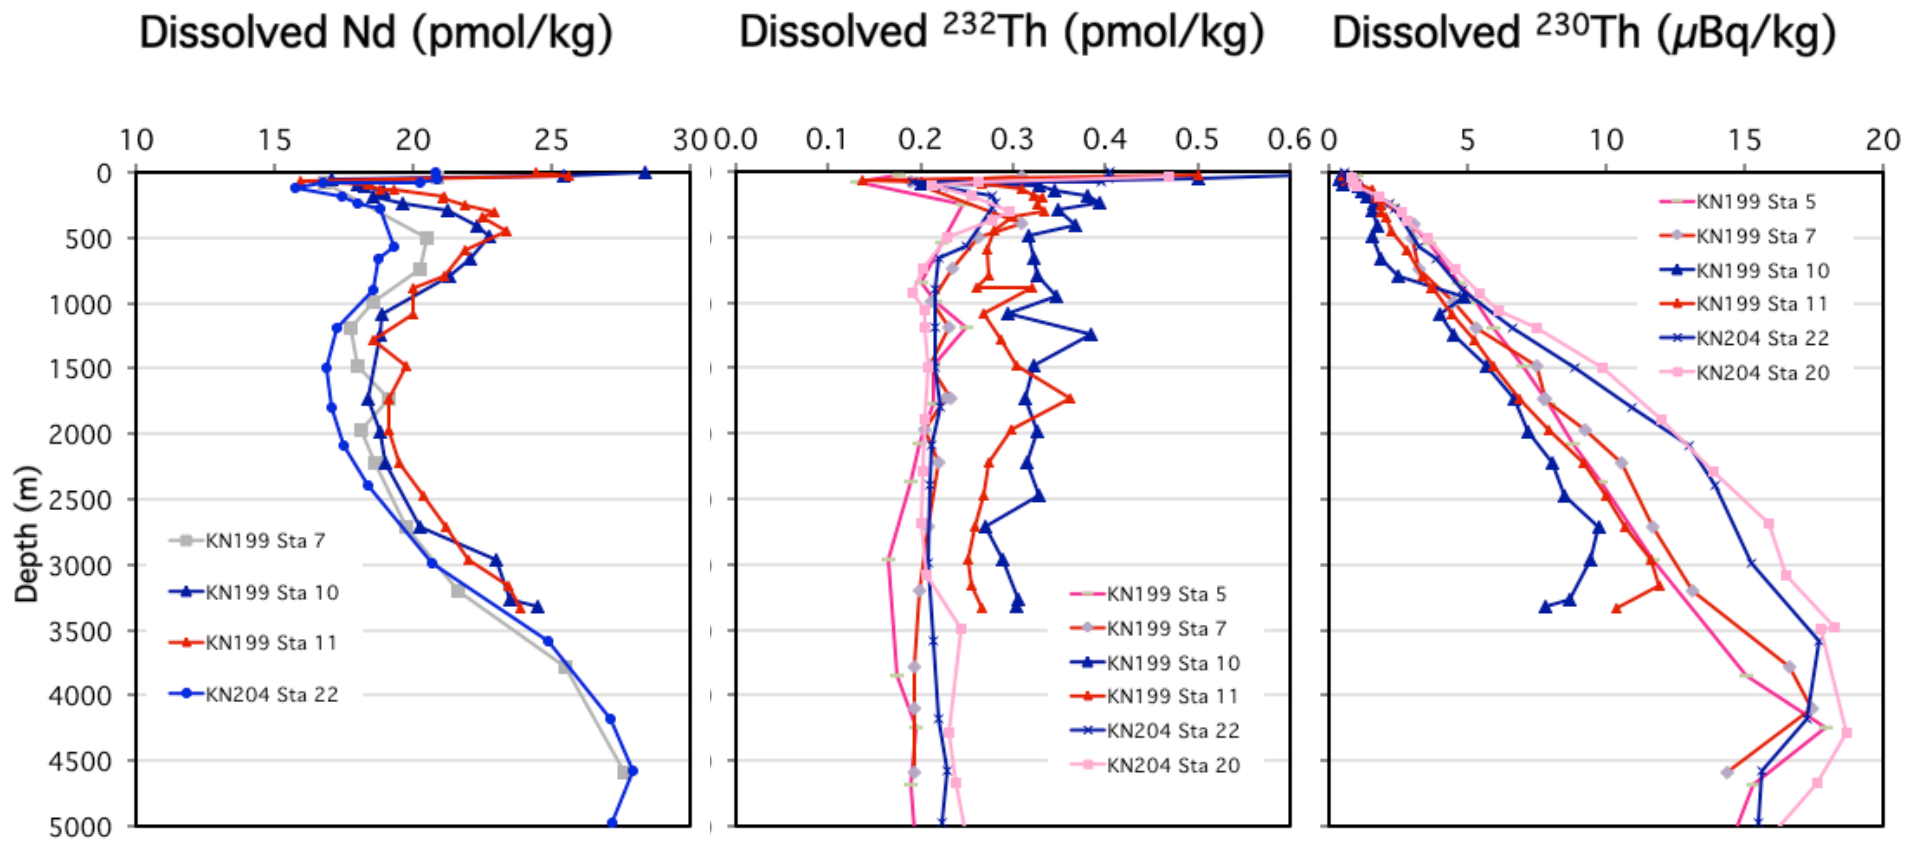 Dissolved Nd (pmol/kg)
Dissolved ²³²Th (pmol/kg)
Dissolved ²³⁰Th (µBq/kg)
10 15 20 25 30
0.0 0.1 0.2 0.3 0.4 0.5 0.6
0 5 10 15 20
Depth (m)
0
500
1000
1500
2000
2500
3000
3500
4000
4500
5000
KN199 Sta 7
KN199 Sta 10
KN199 Sta 11
KN204 Sta 22
KN199 Sta 5
KN199 Sta 7
KN199 Sta 10
KN199 Sta 11
KN204 Sta 22
KN204 Sta 20
KN199 Sta 5
KN199 Sta 7
KN199 Sta 10
KN199 Sta 11
KN204 Sta 22
KN204 Sta 20